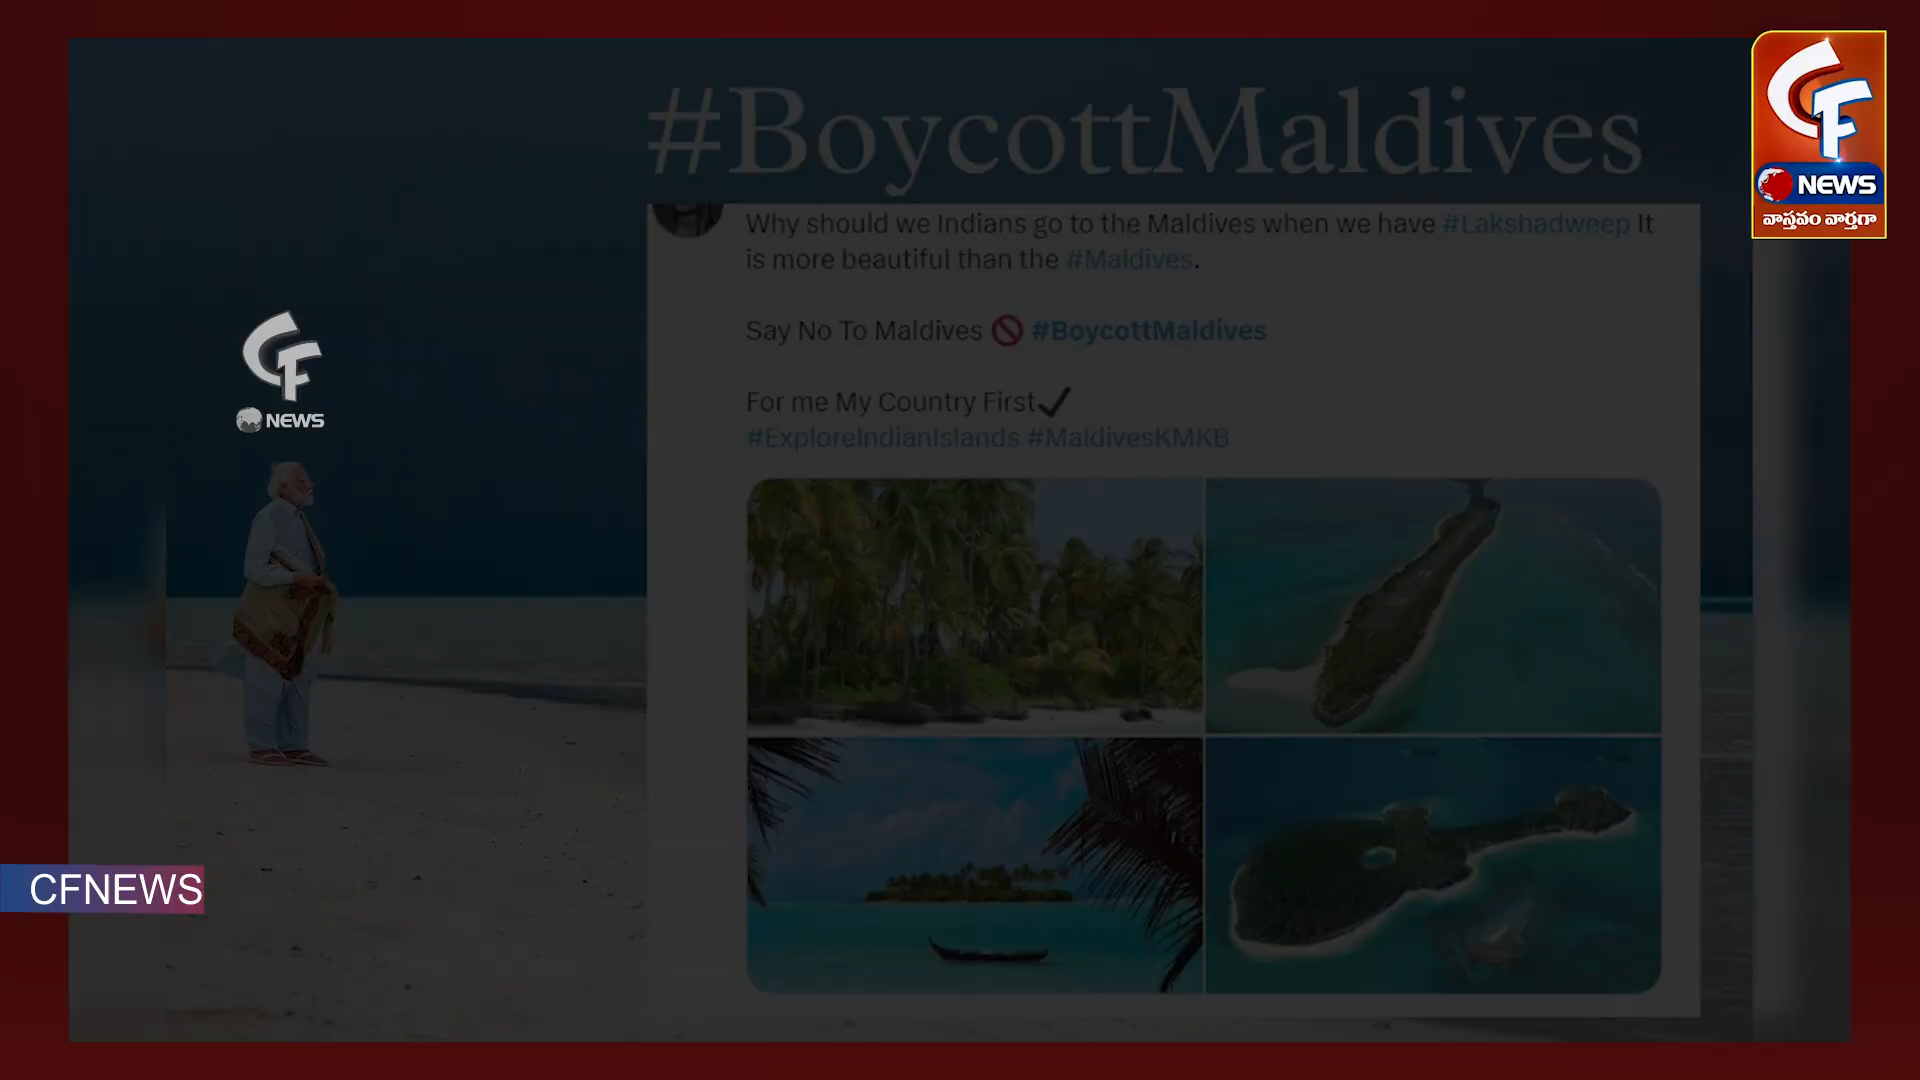 #BoycottMaldives
CF
NEWS
వాస్తవం వార్తగా
Why should we Indians go to the Maldives when we have #Lakshadweep It
is more beautiful than the #Maldives.
Say No To Maldives 🚫 #BoycottMaldives
For me My Country First✔
#ExploreIndianIslands #MaldivesKMKB
CF
NEWS
CFNEWS